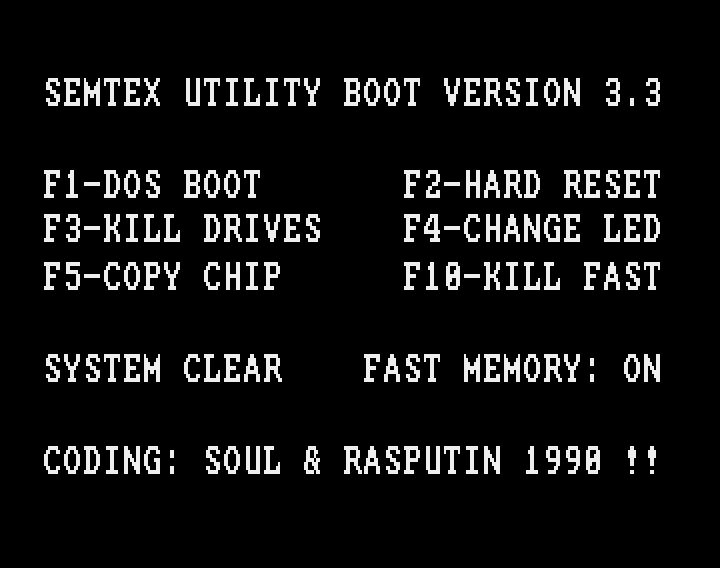 SEMTEX UTILITY BOOT VERSION 3.3
F1-DOS BOOT F2-HARD RESET
F3-KILL DRIVES F4-CHANGE LED
F5-COPY CHIP F10-KILL FAST
SYSTEM CLEAR FAST MEMORY: ON
CODING: SOUL & RASPUTIN 1990 !!